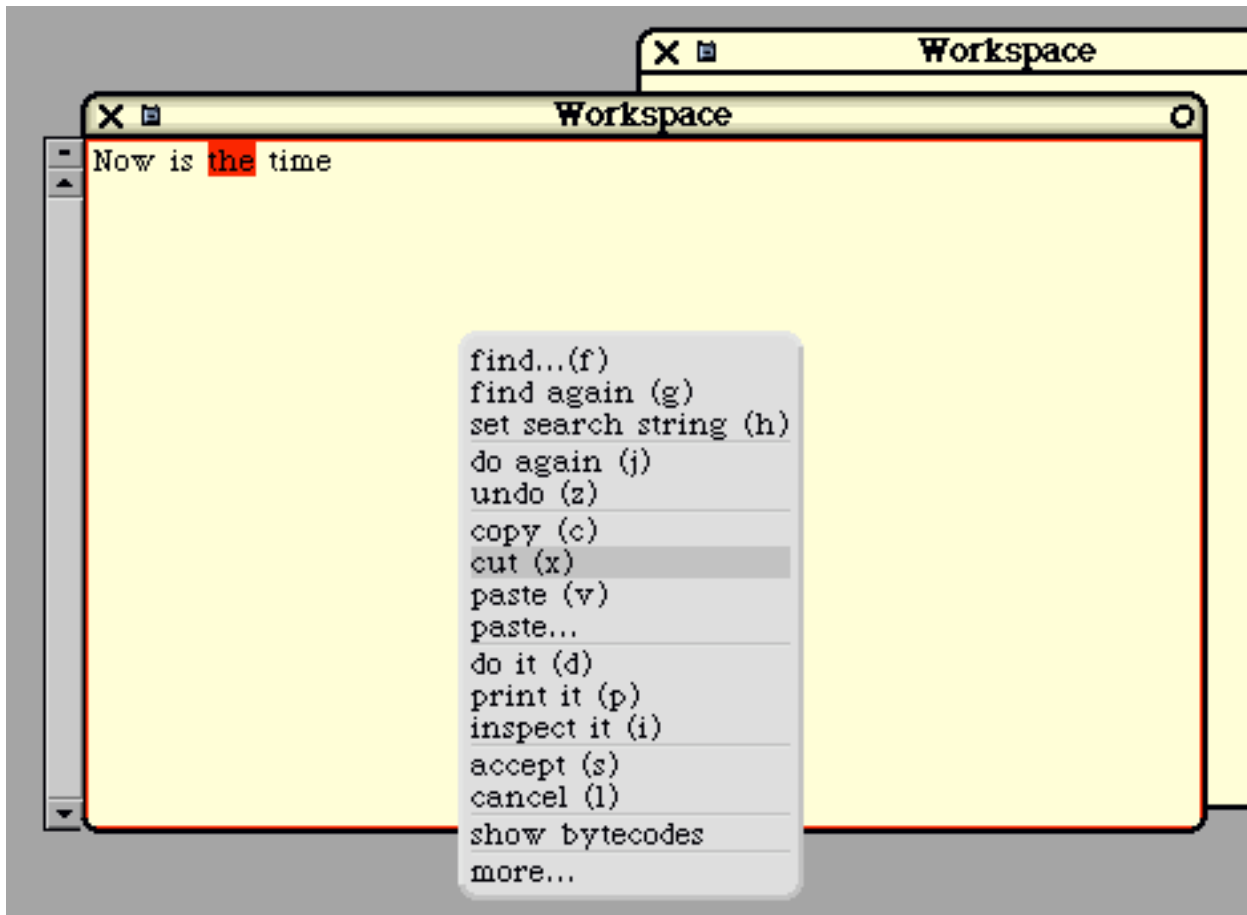 Workspace
Workspace
Now is the time
find...(f)
find again (g)
set search string (h)
do again (j)
undo (z)
copy (c)
cut (x)
paste (v)
paste...
do it (d)
print it (p)
inspect it (i)
accept (s)
cancel (l)
show bytecodes
more...